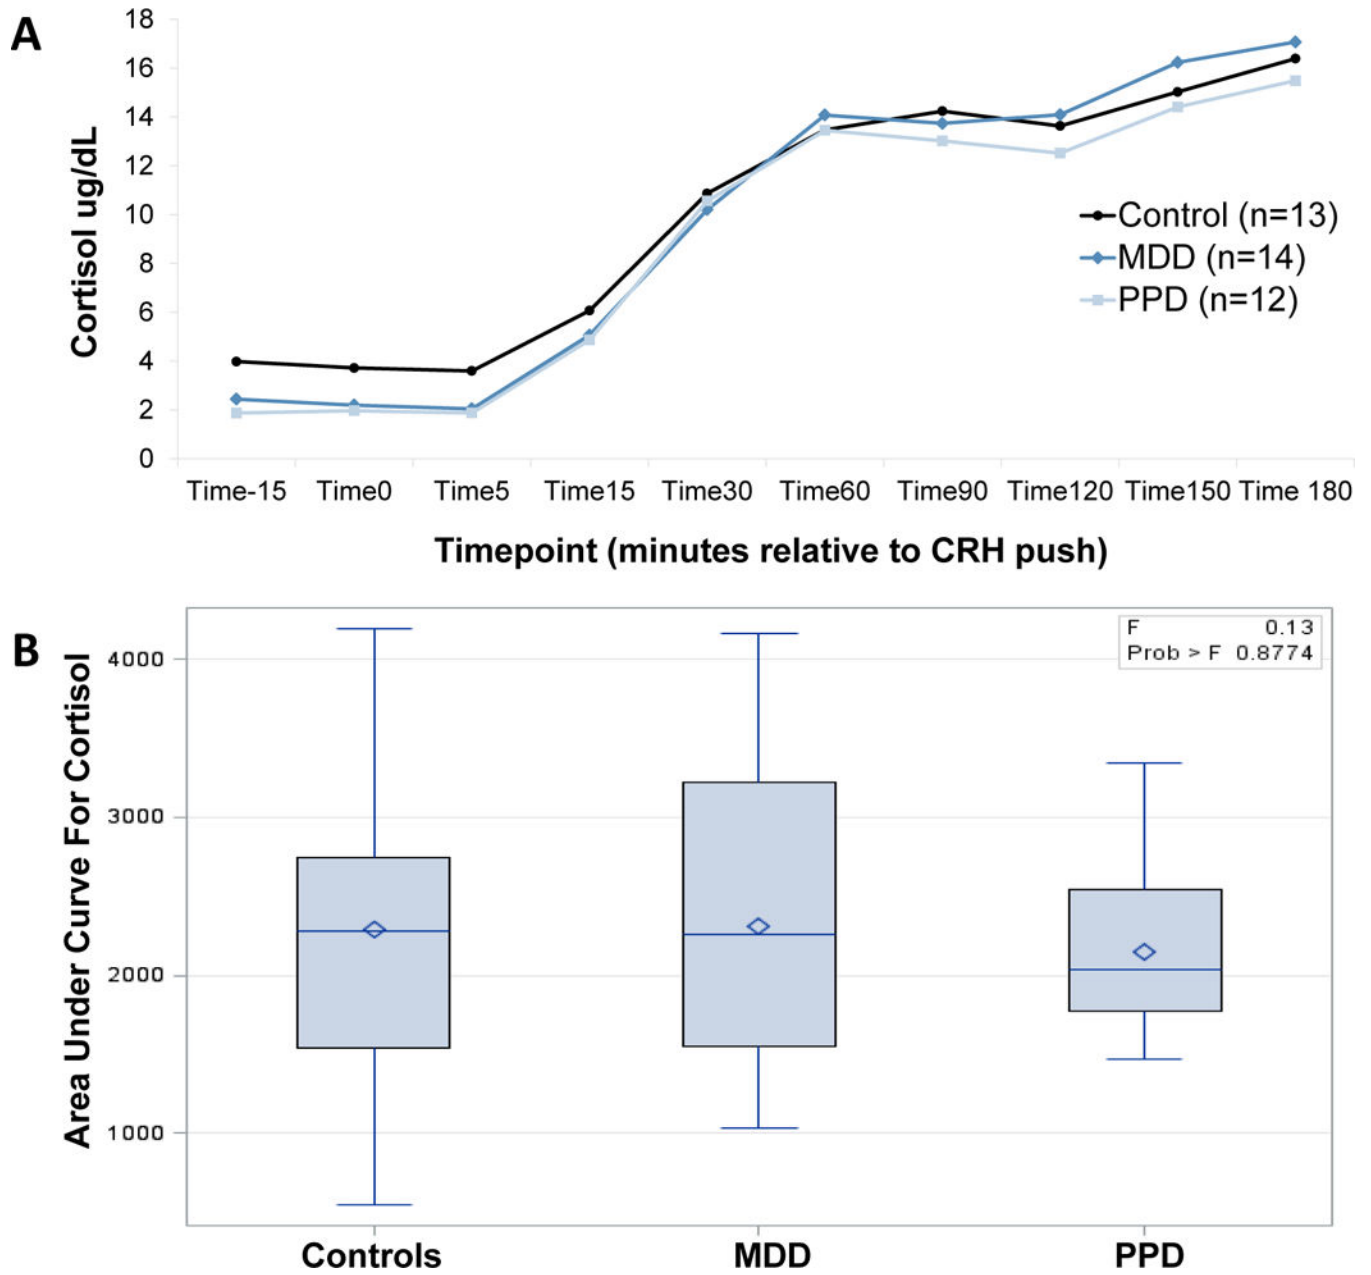 A
18
16
14
12
10
8
6
4
2
0
Cortisol ug/dL
Control (n=13)
MDD (n=14)
PPD (n=12)
Time-15 Time0 Time5 Time15 Time30 Time60 Time90 Time120 Time150 Time 180
Timepoint (minutes relative to CRH push)
B
F 0.13
Prob > F 0.8774
4000
3000
2000
1000
Area Under Curve For Cortisol
Controls MDD PPD